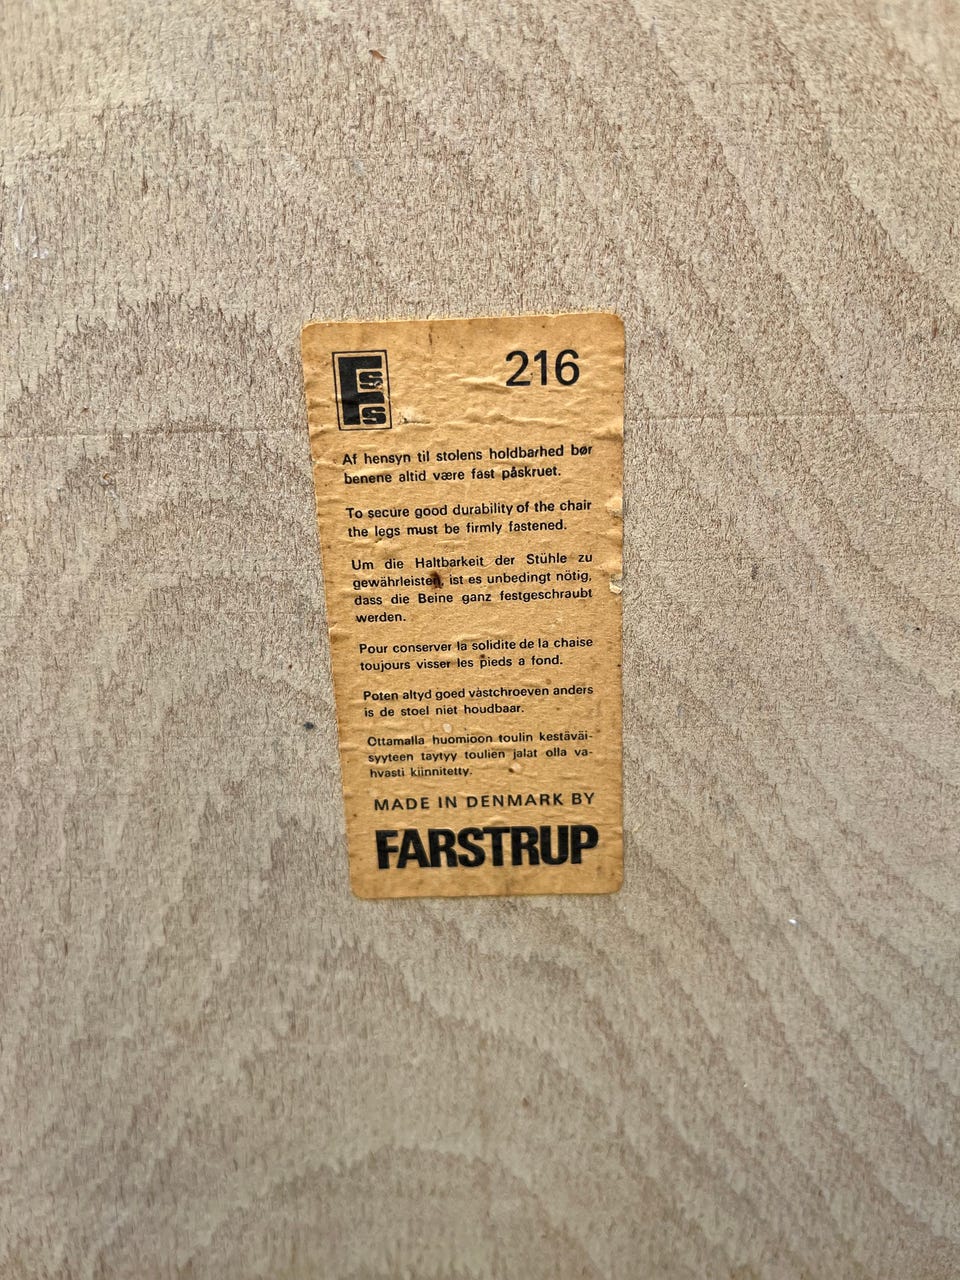 FSS
216
Af hensyn til stolens holdbarhed bør
benene altid være fast påskruet.
To secure good durability of the chair
the legs must be firmly fastened.
Um die Haltbarkeit der Stühle zu
gewährleisten, ist es unbedingt nötig,
dass die Beine ganz festgeschraubt
werden.
Pour conserver la solidite de la chaise
toujours visser les pieds a fond.
Poten altyd goed vastchroeven anders
is de stoel niet houdbaar.
Ottamalla huomioon toulin kestäväi-
syyteen taytyy toulien jalat olla va-
hvasti kiinnitetty.
MADE IN DENMARK BY
FARSTRUP